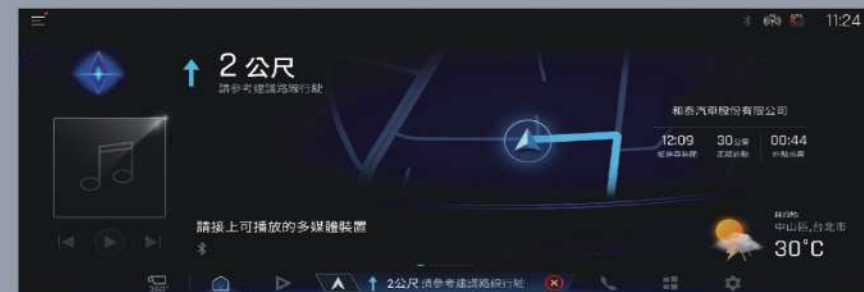 11:24
2 公尺
請參考建議路線行駛
和泰汽車股份有限公司
12:09
30公里
00:44
請接上可播放的多媒體裝置
中山區,台北市
30°C
360°
2公尺 請參考建議路線行駛